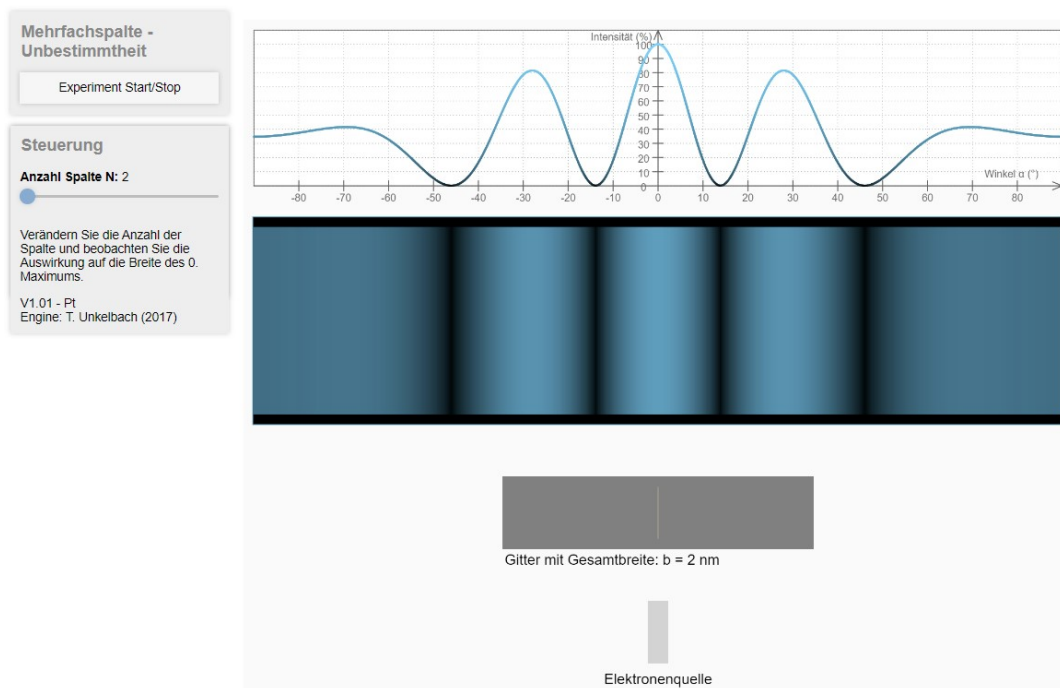 Mehrfachspalte -
Unbestimmtheit
Experiment Start/Stop
Steuerung
Anzahl Spalte N: 2
Verändern Sie die Anzahl der
Spalte und beobachten Sie die
Auswirkung auf die Breite des 0.
Maximums.
V1.01 - Pt
Engine: T. Unkelbach (2017)
Intensität (%)
100
90
80
70
60
50
40
30
20
10
0
Winkel α (°)
-80 -70 -60 -50 -40 -30 -20 -10 0 10 20 30 40 50 60 70 80
Gitter mit Gesamtbreite: b = 2 nm
Elektronenquelle